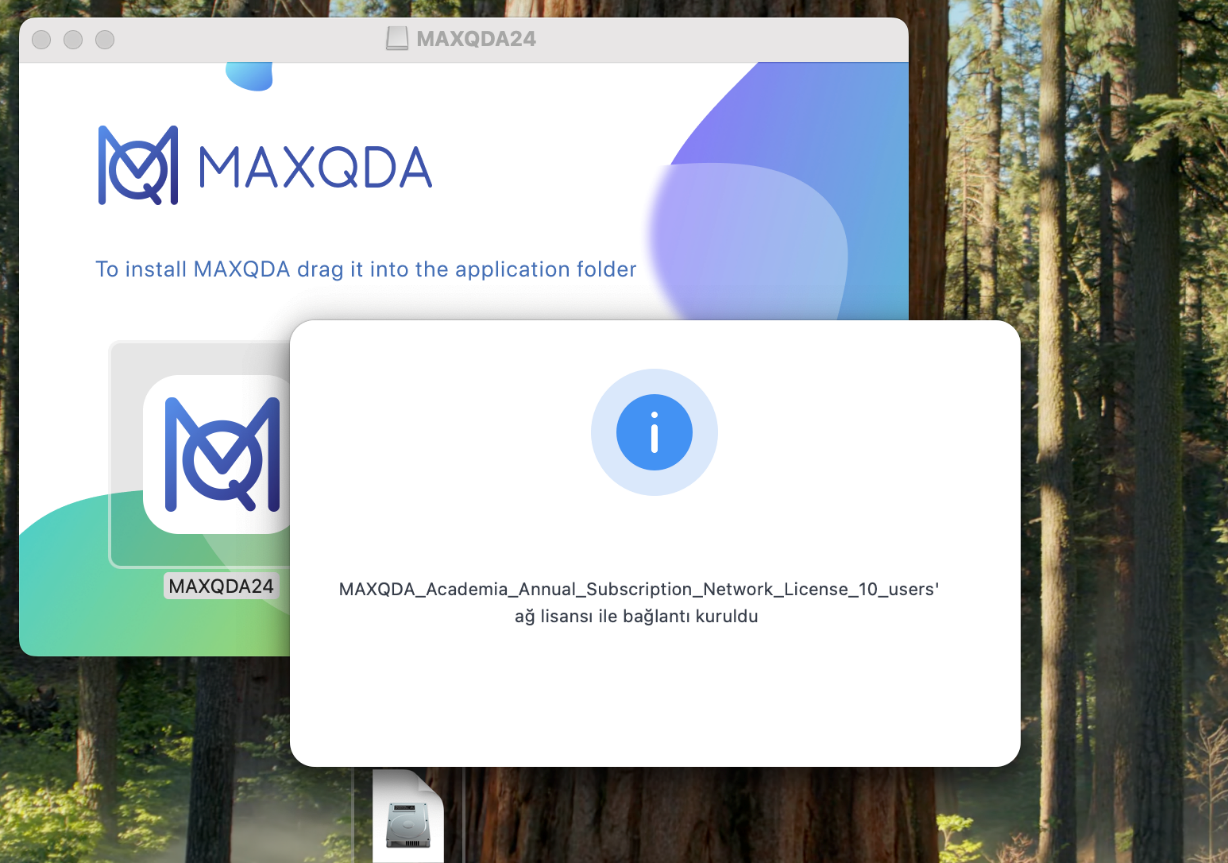 MAXQDA24
MAXQDA
To install MAXQDA drag it into the application folder
MAXQDA24
MAXQDA_Academia_Annual_Subscription_Network_License_10_users'
ağ lisansı ile bağlantı kuruldu